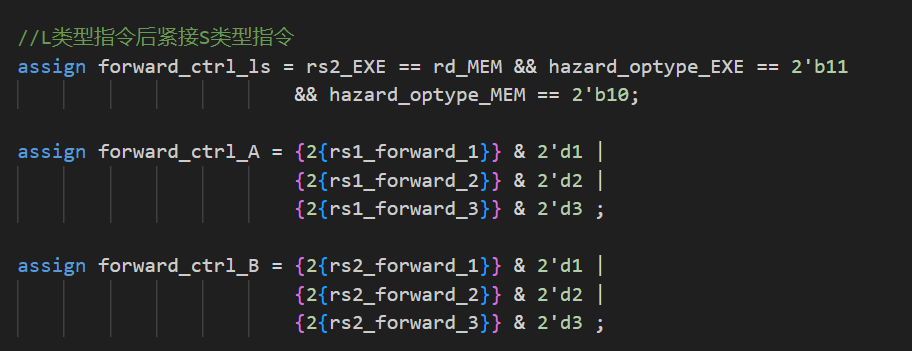 //L类型指令后紧接S类型指令
assign forward_ctrl_ls = rs2_EXE == rd_MEM && hazard_optype_EXE == 2'b11
&& hazard_optype_MEM == 2'b10;
assign forward_ctrl_A = {2{rs1_forward_1}} & 2'd1 |
{2{rs1_forward_2}} & 2'd2 |
{2{rs1_forward_3}} & 2'd3 ;
assign forward_ctrl_B = {2{rs2_forward_1}} & 2'd1 |
{2{rs2_forward_2}} & 2'd2 |
{2{rs2_forward_3}} & 2'd3 ;